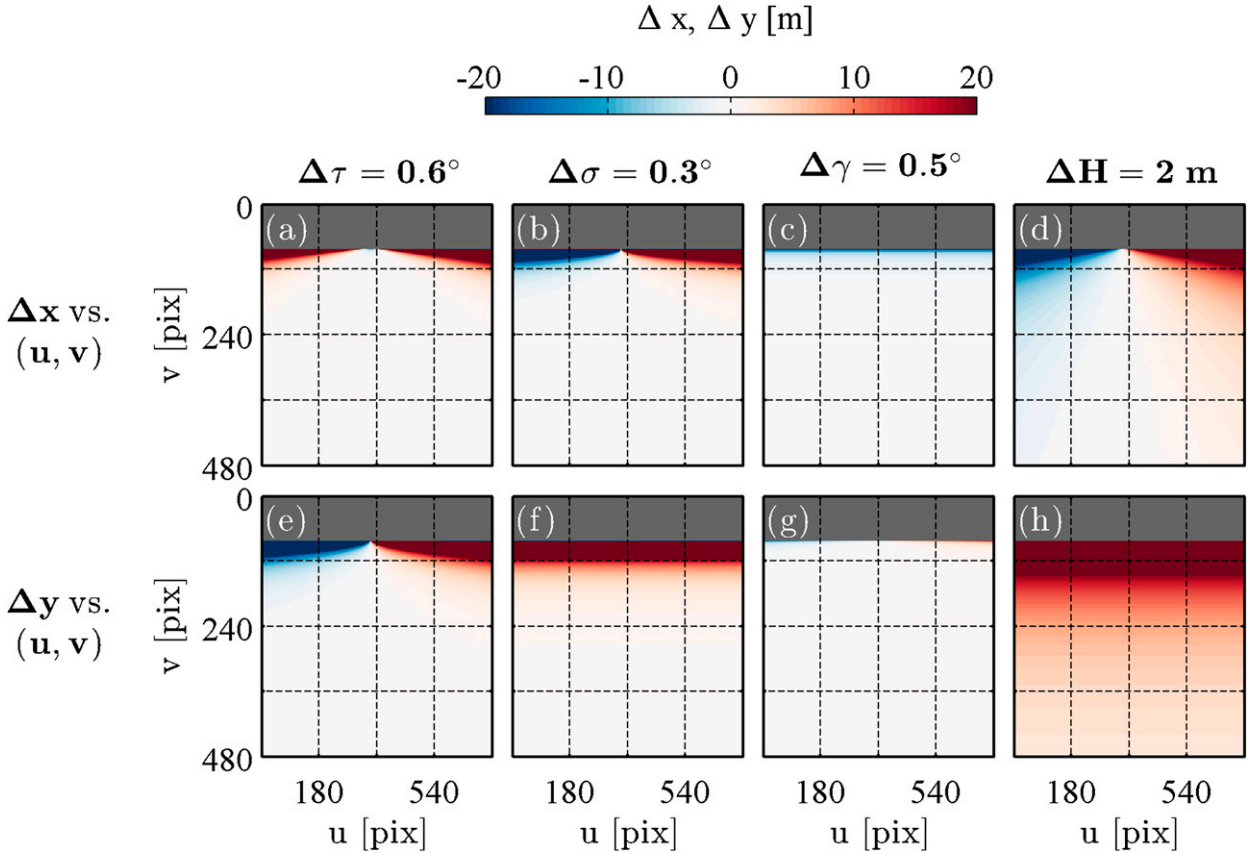 Δ x, Δ y [m]
-20 -10 0 10 20
Δτ = 0.6° Δσ = 0.3° Δγ = 0.5° ΔH = 2 m
0
(a) (b) (c) (d)
Δx vs.
(u, v)
v [pix]
240
480
0
(e) (f) (g) (h)
Δy vs.
(u, v)
v [pix]
240
480
180 540 180 540 180 540 180 540
u [pix] u [pix] u [pix] u [pix]